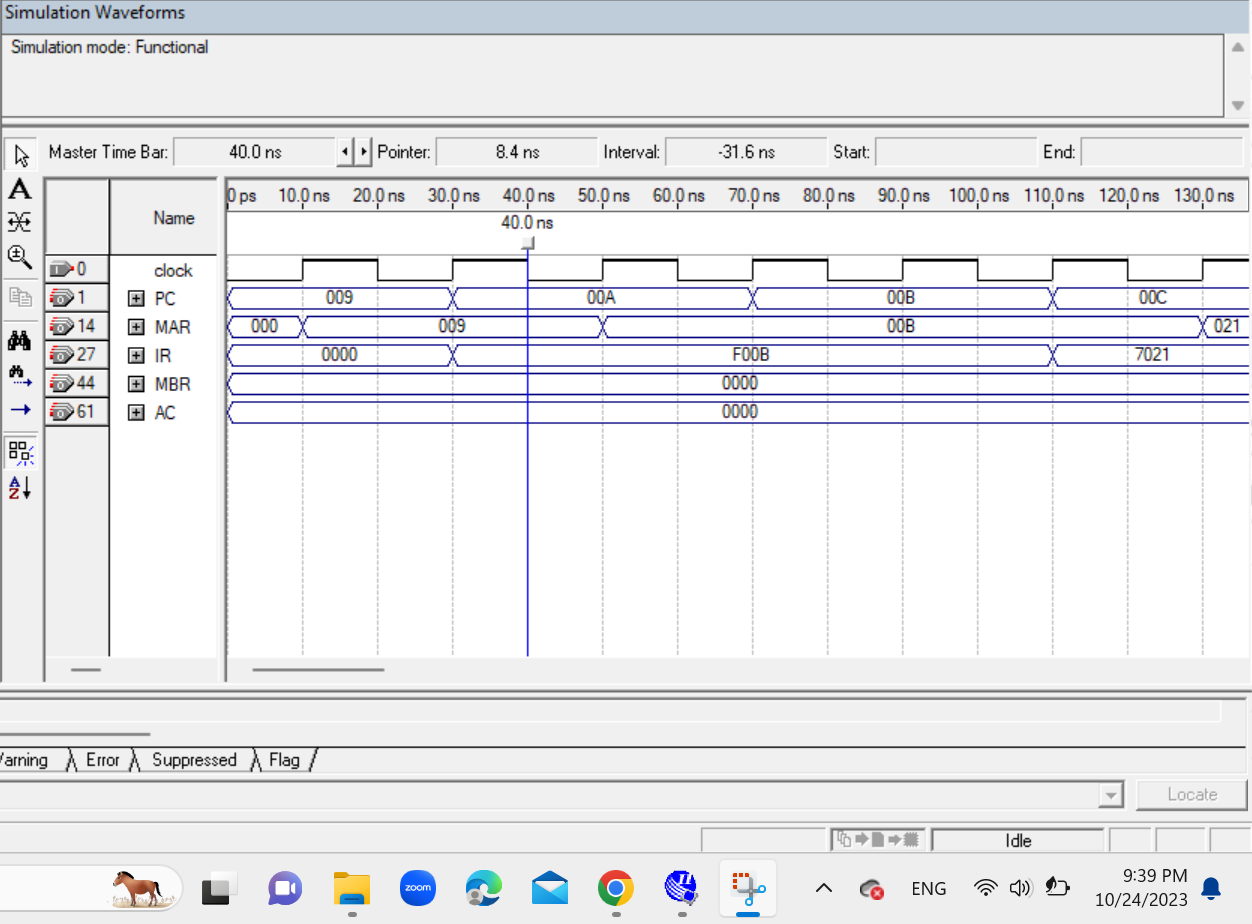 Simulation Waveforms
Simulation mode: Functional
Master Time Bar: 40.0 ns Pointer: 8.4 ns Interval: -31.6 ns Start: End:
Name
0 ps 10.0 ns 20.0 ns 30.0 ns 40.0 ns 50.0 ns 60.0 ns 70.0 ns 80.0 ns 90.0 ns 100.0 ns 110.0 ns 120.0 ns 130.0 ns
40.0 ns
0 clock
1 PC 009 00A 00B 00C
14 MAR 000 009 00B 021
27 IR 0000 F00B 7021
44 MBR 0000
61 AC 0000
Error Suppressed Flag
Locate
Idle
zoom
ENG
9:39 PM
10/24/2023